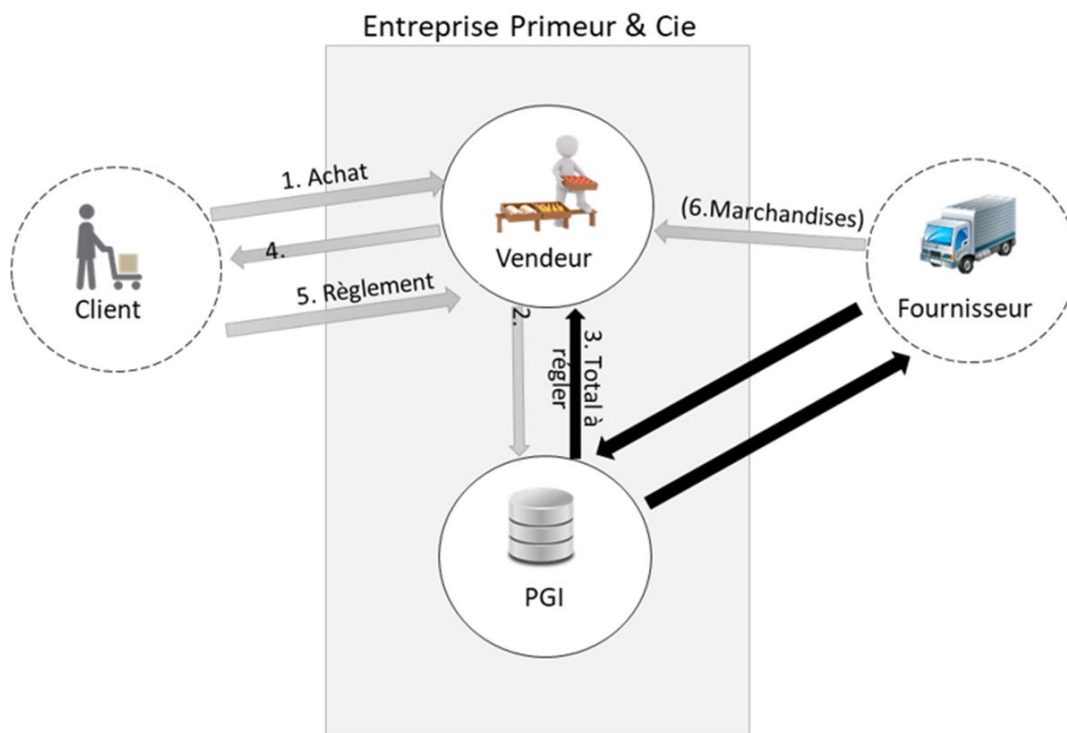 Entreprise Primeur & Cie
1. Achat
4.
5. Règlement
Client
Vendeur
(6.Marchandises)
Fournisseur
2.
3. Total à
régler
PGI